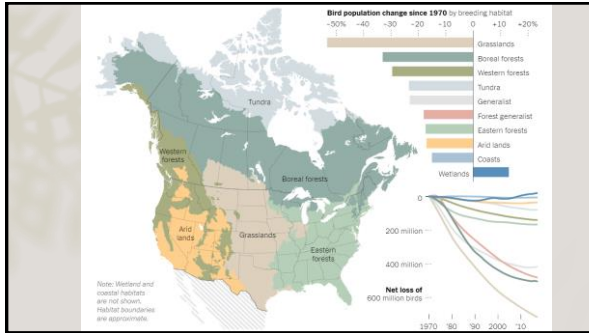 Bird population change since 1970 by breeding habitat
−50% −40 −30 −20 −10 0 +10 +20%
Grasslands
Boreal forests
Western forests
Tundra
Generalist
Forest generalist
Eastern forests
Arid lands
Coasts
Wetlands
Tundra
Western
forests
Boreal forests
Arid
lands
Grasslands
Eastern
forests
0
200 million
400 million
Net loss of
600 million birds
1970 '80 '90 2000 '10
Note: Wetland and
coastal habitats
are not shown.
Habitat boundaries
are approximate.